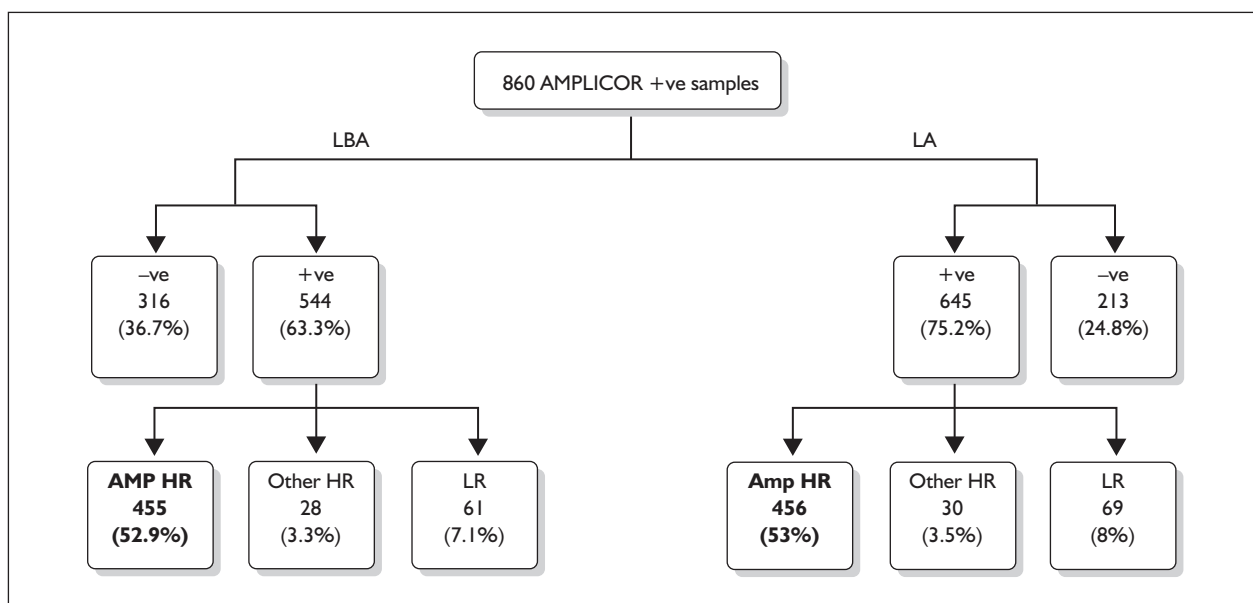 860 AMPLICOR +ve samples
LBA
LA
–ve
316
(36.7%)
+ve
544
(63.3%)
+ve
645
(75.2%)
–ve
213
(24.8%)
AMP HR
455
(52.9%)
Other HR
28
(3.3%)
LR
61
(7.1%)
Amp HR
456
(53%)
Other HR
30
(3.5%)
LR
69
(8%)